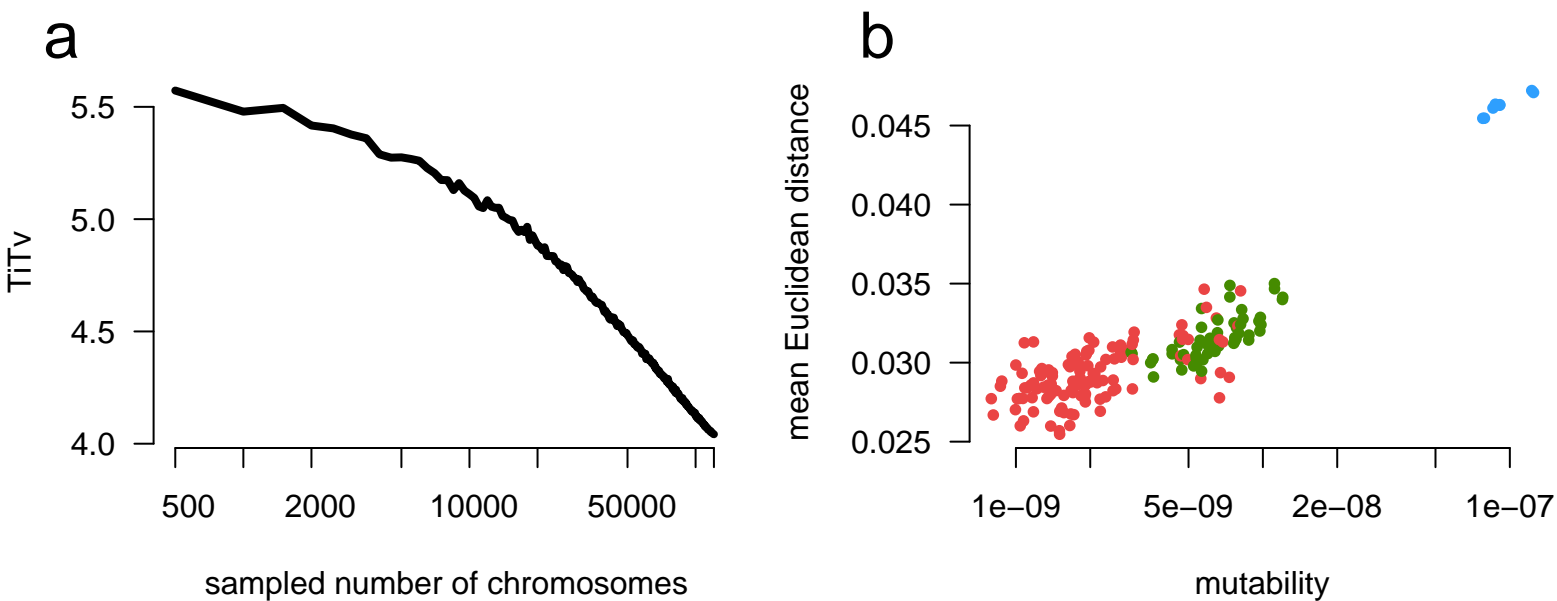 a
5.5
5.0
4.5
4.0
TiTv
500 2000 10000 50000
sampled number of chromosomes
b
0.045
0.040
0.035
0.030
0.025
mean Euclidean distance
1e−09 5e−09 2e−08 1e−07
mutability